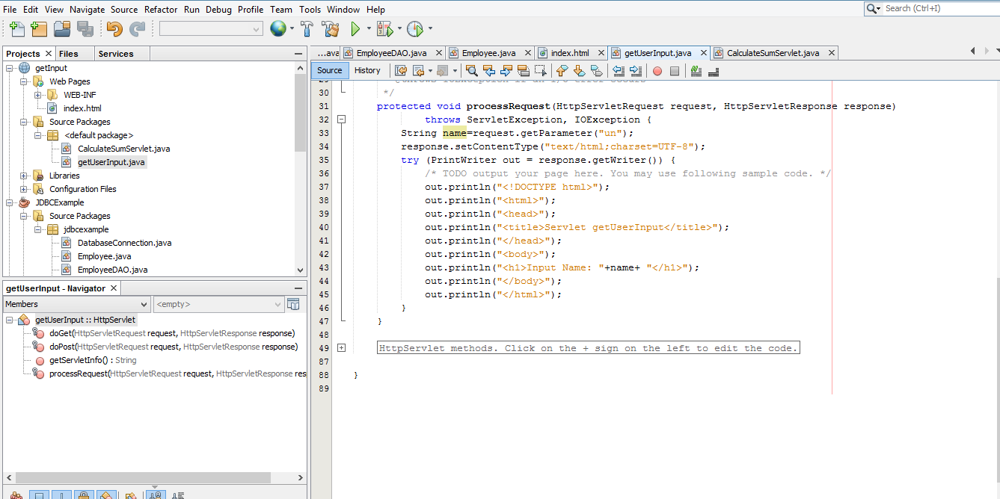 File Edit View Navigate Source Refactor Run Debug Profile Team Tools Window Help
Search (Ctrl+I)
Projects Files Services
getInput
Web Pages
WEB-INF
index.html
Source Packages
<default package>
CalculateSumServlet.java
getUserInput.java
Libraries
Configuration Files
JDBCExample
Source Packages
jdbcexample
DatabaseConnection.java
Employee.java
EmployeeDAO.java
getUserInput - Navigator
Members <empty>
getUserInput :: HttpServlet
doGet(HttpServletRequest request, HttpServletResponse response)
doPost(HttpServletRequest request, HttpServletResponse response)
getServletInfo() : String
processRequest(HttpServletRequest request, HttpServletResponse res
...ava EmployeeDAO.java Employee.java index.html getUserInput.java CalculateSumServlet.java
Source History
30 */
31 protected void processRequest(HttpServletRequest request, HttpServletResponse response)
32 throws ServletException, IOException {
33 String name=request.getParameter("un");
34 response.setContentType("text/html;charset=UTF-8");
35 try (PrintWriter out = response.getWriter()) {
36 /* TODO output your page here. You may use following sample code. */
37 out.println("<!DOCTYPE html>");
38 out.println("<html>");
39 out.println("<head>");
40 out.println("<title>Servlet getUserInput</title>");
41 out.println("</head>");
42 out.println("<body>");
43 out.println("<h1>Input Name: "+name+ "</h1>");
44 out.println("</body>");
45 out.println("</html>");
46 }
47 }
48
49 HttpServlet methods. Click on the + sign on the left to edit the code.
87
88 }
89